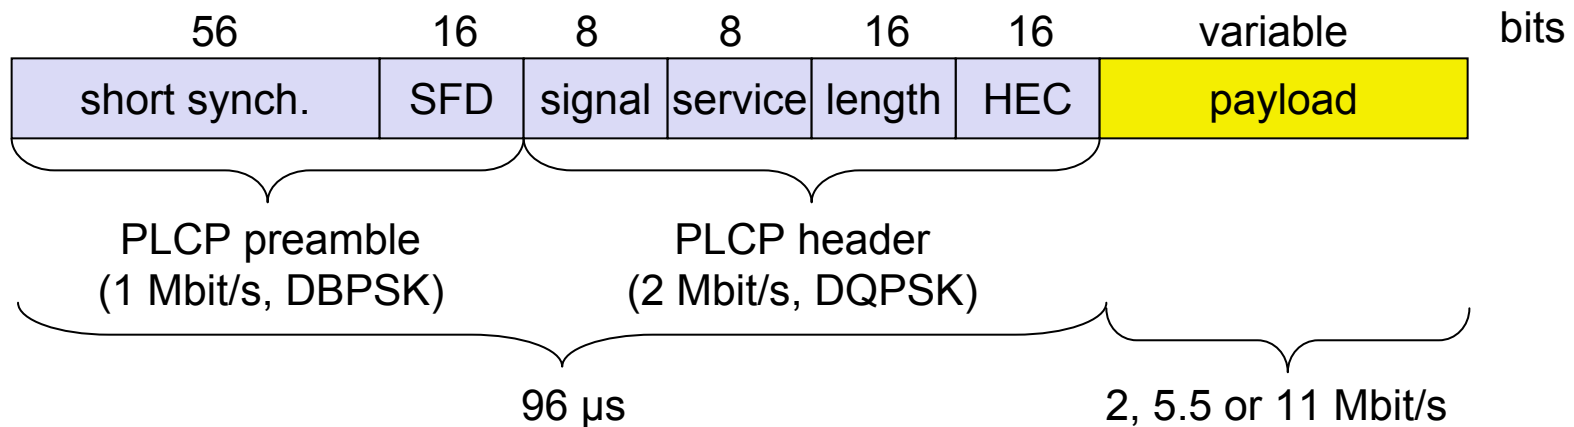 56 16 8 8 16 16 variable bits
short synch. SFD signal service length HEC payload
PLCP preamble PLCP header
(1 Mbit/s, DBPSK) (2 Mbit/s, DQPSK)
96 µs 2, 5.5 or 11 Mbit/s